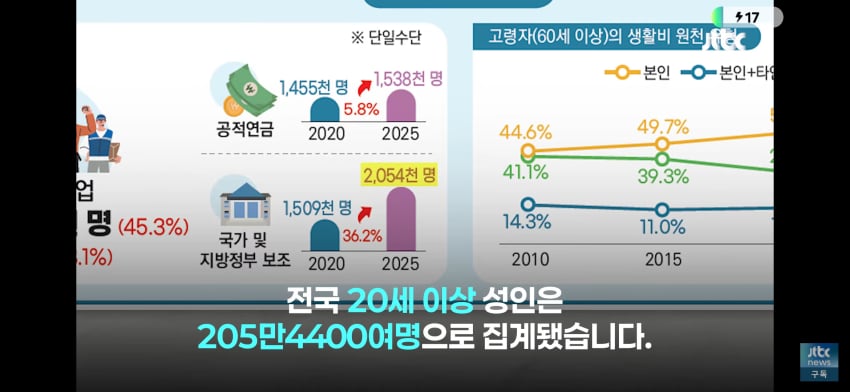 ⚡17
jtbc
※ 단일수단
고령자(60세 이상)의 생활비 원천
본인
본인+타인
공적연금
1,455천 명
1,538천 명
5.8%
2020
2025
국가 및
지방정부 보조
1,509천 명
2,054천 명
36.2%
2020
2025
업
명 (45.3%)
.1%)
44.6%
49.7%
41.1%
39.3%
14.3%
11.0%
2010
2015
전국 20세 이상 성인은
205만4400여명으로 집계됐습니다.
jtbc
news
구독